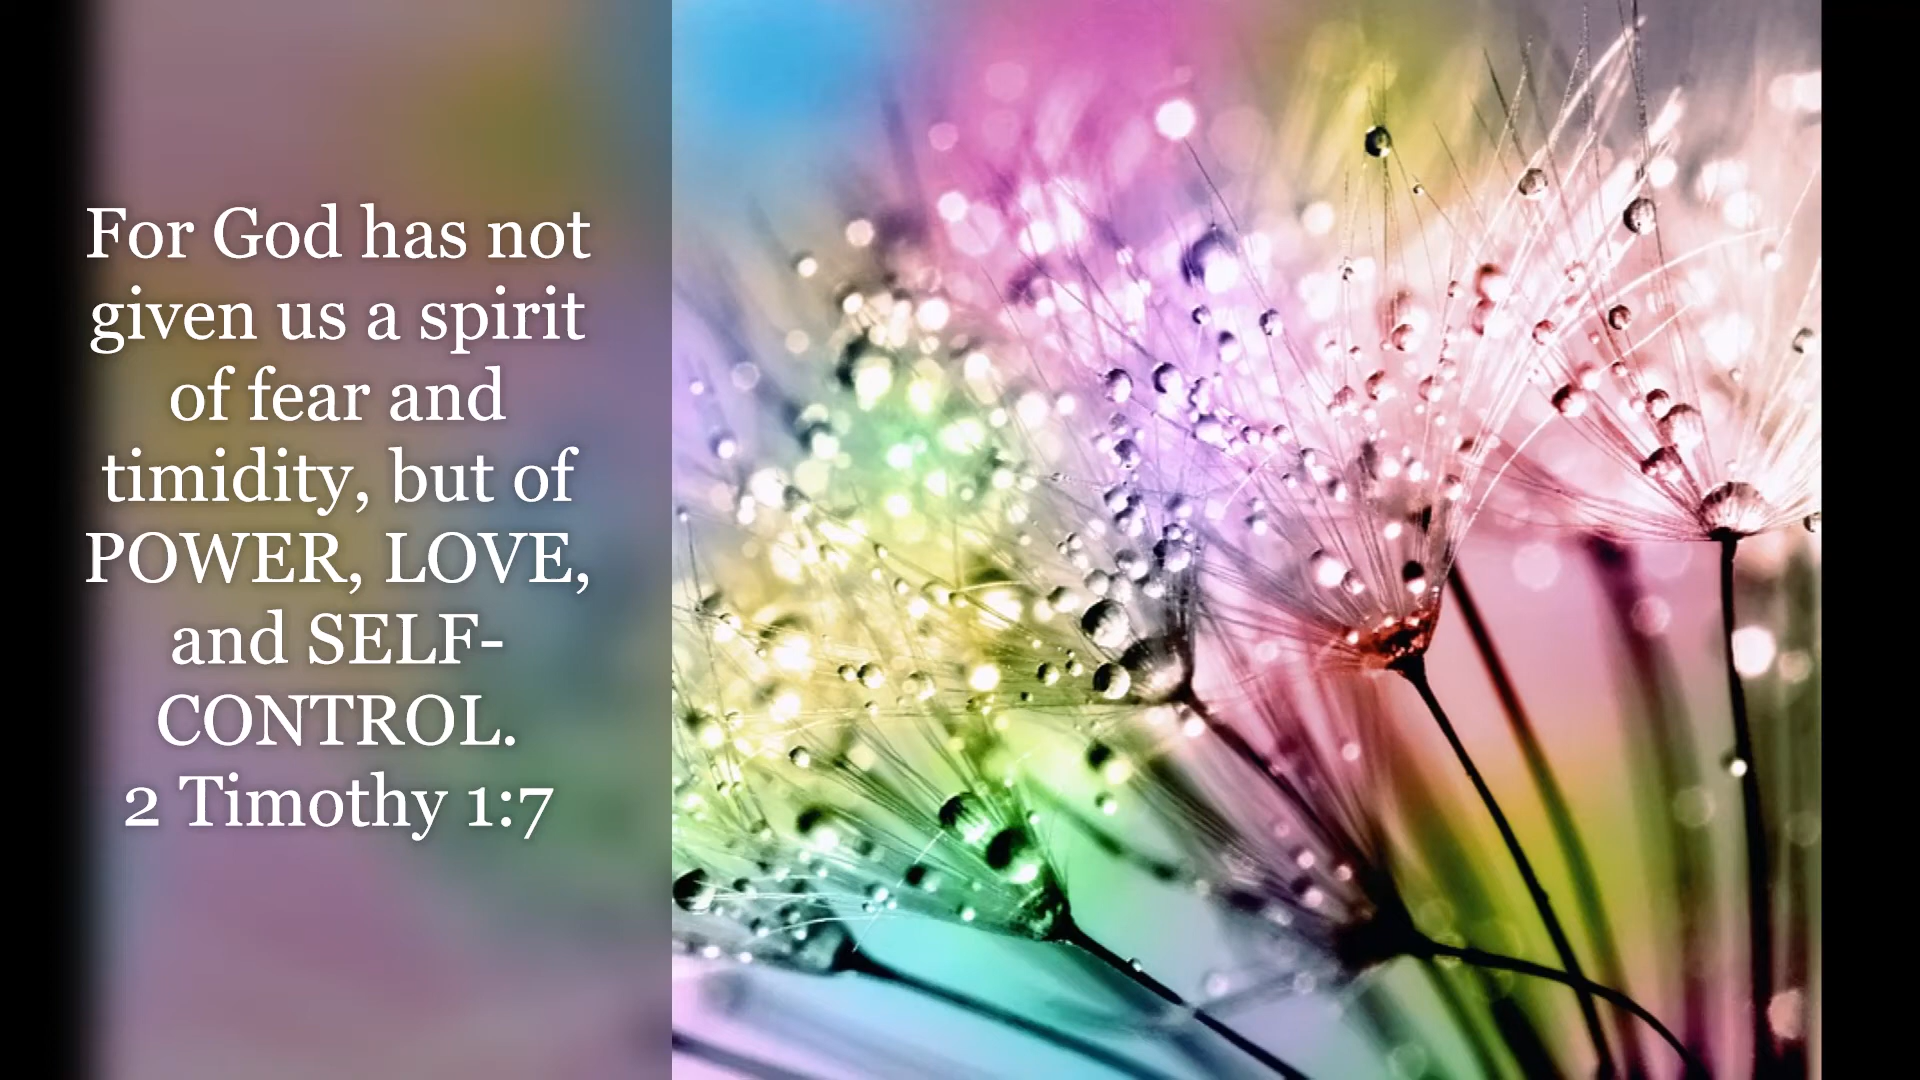 For God has not
given us a spirit
of fear and
timidity, but of
POWER, LOVE,
and SELF-
CONTROL.
2 Timothy 1:7